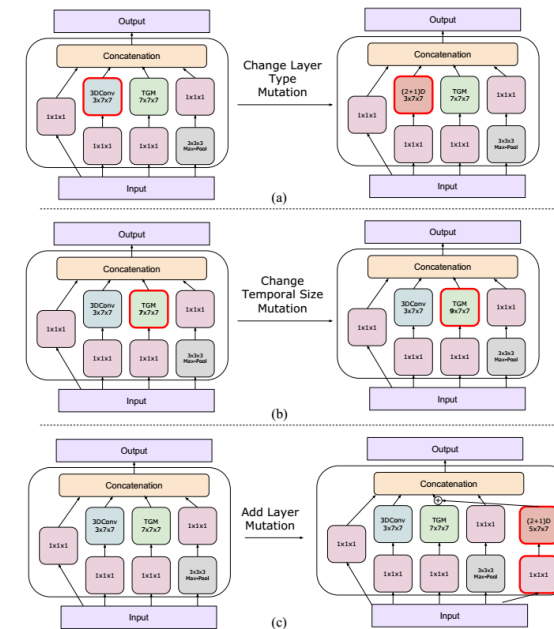 Output
Concatenation
3DConv
3x7x7
TGM
7x7x7
1x1x1
1x1x1
1x1x1
1x1x1
3x3x3
Max-Pool
Input
Change Layer
Type
Mutation
Output
Concatenation
(2+1)D
3x7x7
TGM
7x7x7
1x1x1
1x1x1
1x1x1
1x1x1
3x3x3
Max-Pool
Input
(a)
Output
Concatenation
3DConv
3x7x7
TGM
7x7x7
1x1x1
1x1x1
1x1x1
1x1x1
3x3x3
Max-Pool
Input
Change
Temporal Size
Mutation
Output
Concatenation
3DConv
3x7x7
TGM
9x7x7
1x1x1
1x1x1
1x1x1
1x1x1
3x3x3
Max-Pool
Input
(b)
Output
Concatenation
3DConv
3x7x7
TGM
7x7x7
1x1x1
1x1x1
1x1x1
1x1x1
3x3x3
Max-Pool
Input
Add Layer
Mutation
Output
Concatenation
3DConv
3x7x7
TGM
7x7x7
1x1x1
(2+1)D
5x7x7
1x1x1
1x1x1
1x1x1
3x3x3
Max-Pool
1x1x1
Input
(c)